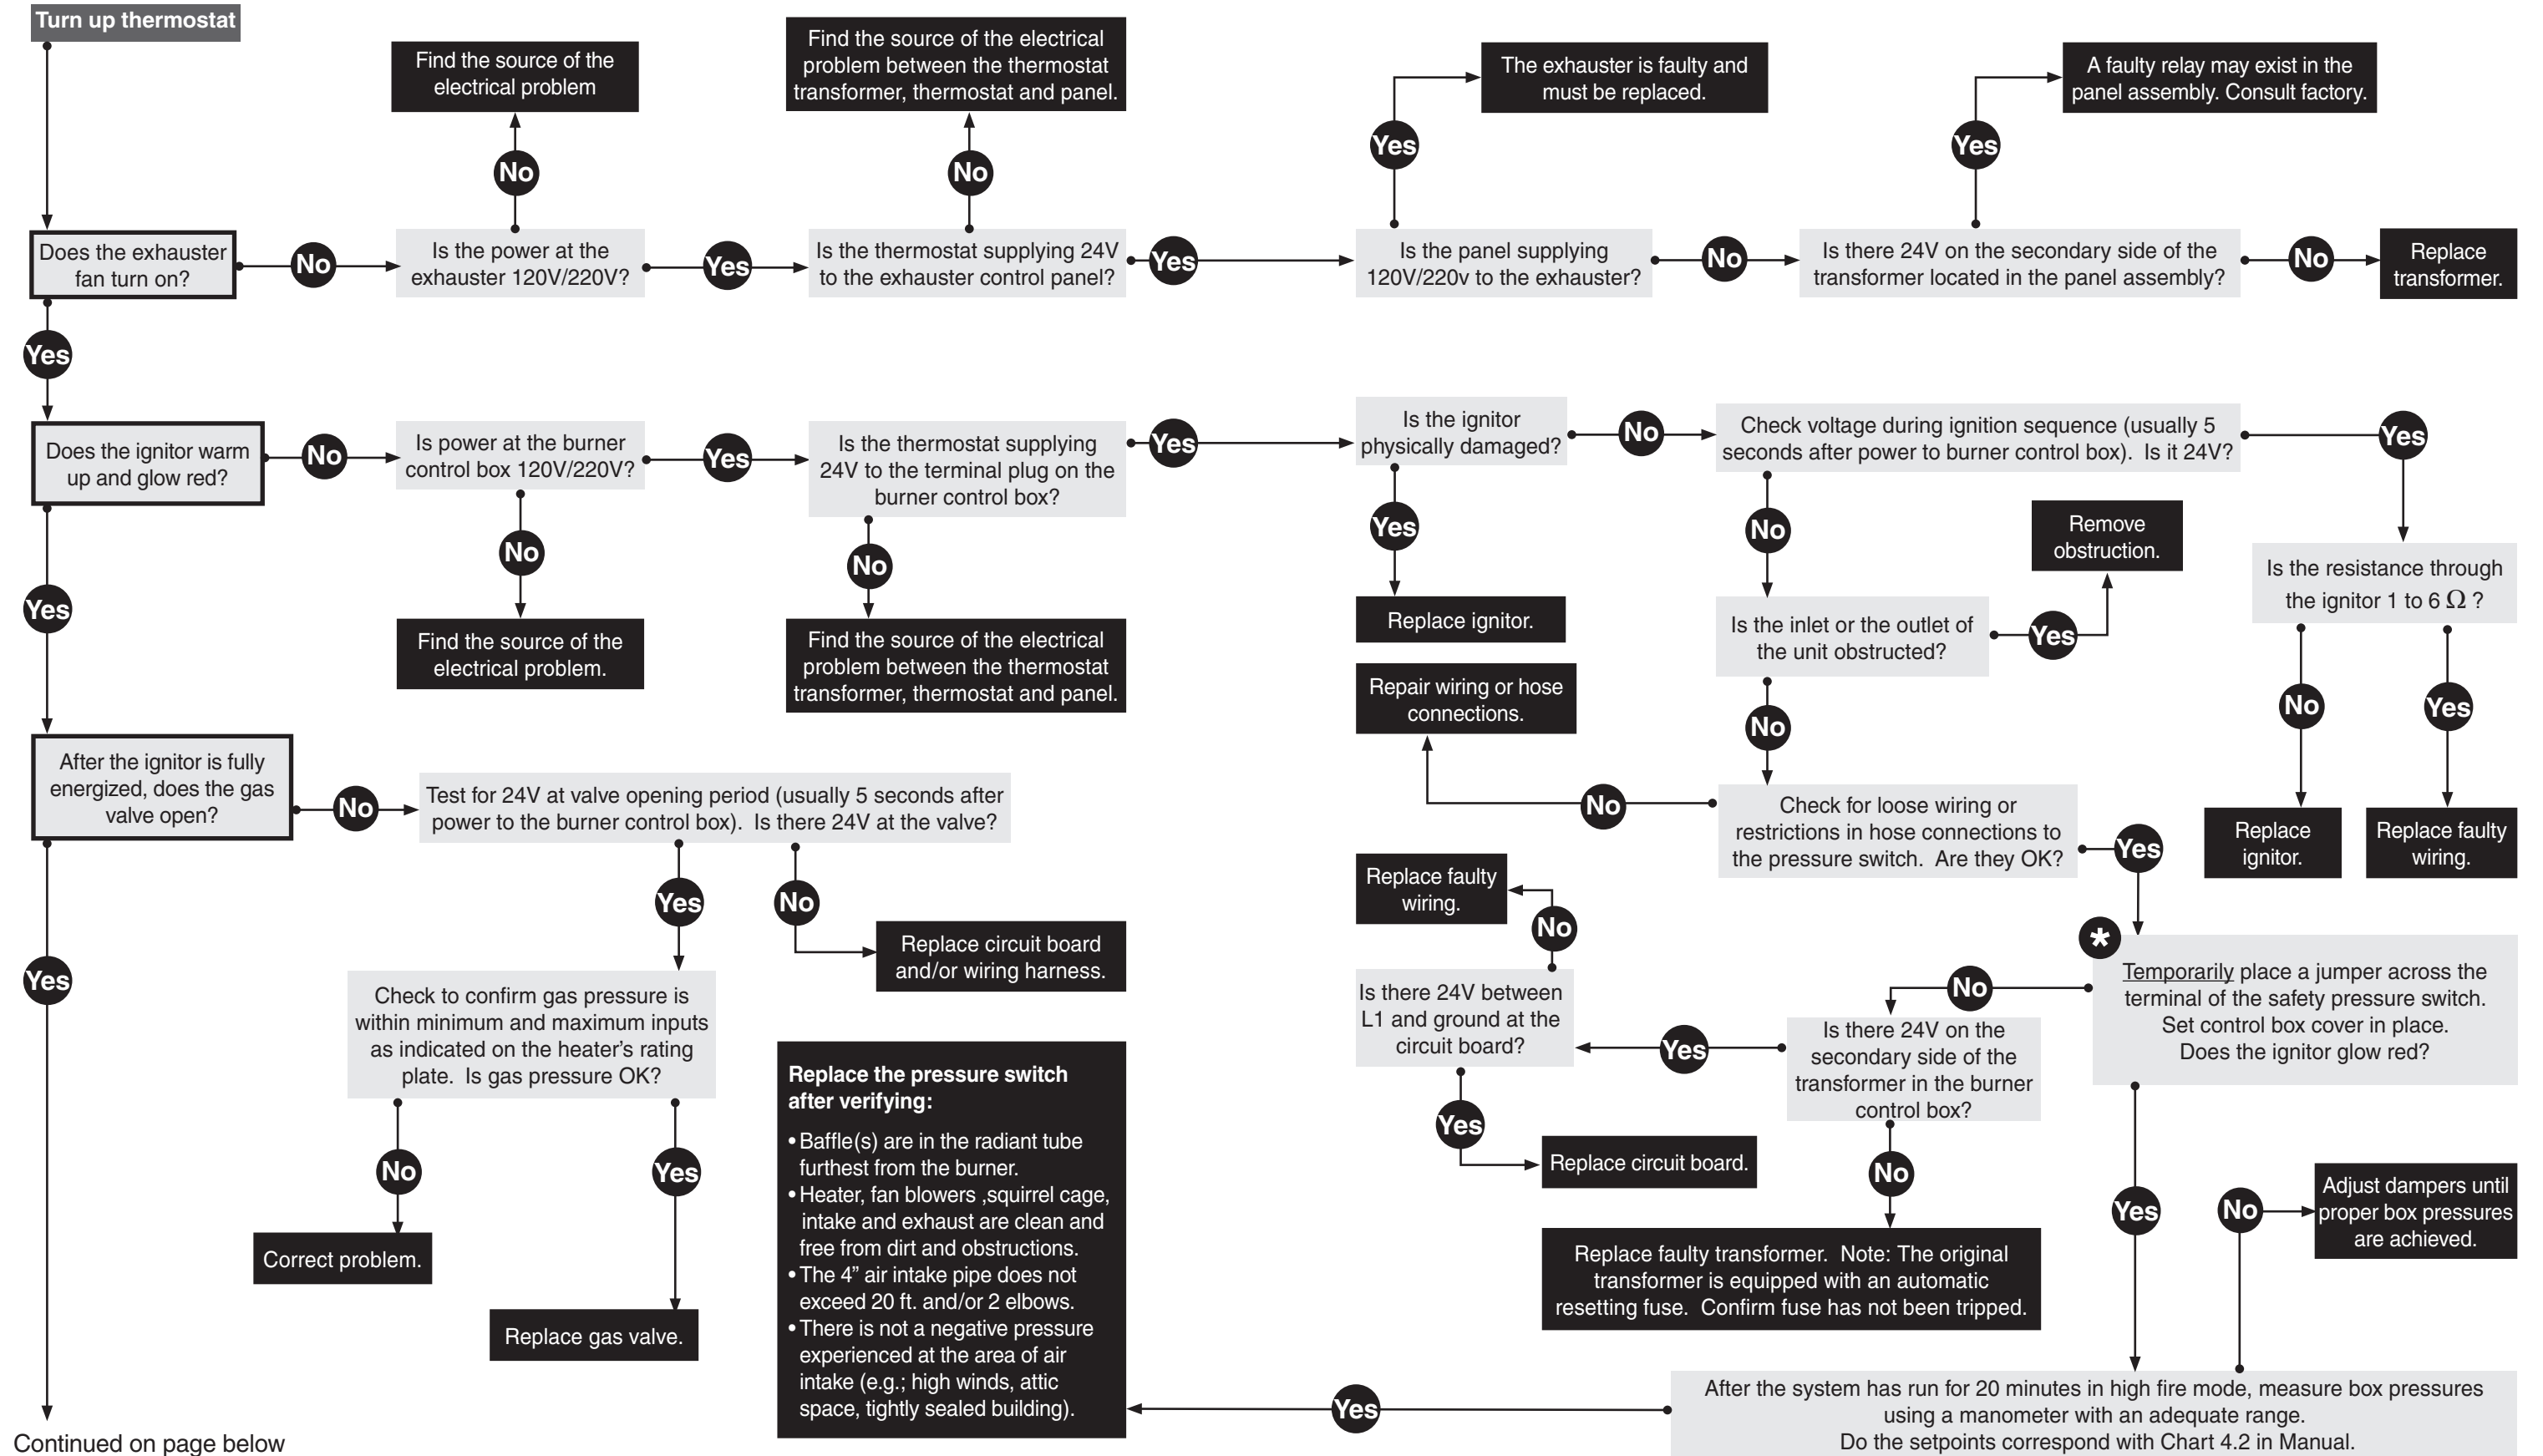 Turn up thermostat
Find the source of the
electrical problem
Find the source of the electrical
problem between the thermostat
transformer, thermostat and panel.
The exhauster is faulty and
must be replaced.
A faulty relay may exist in the
panel assembly. Consult factory.
No
No
Yes
Yes
Does the exhauster
fan turn on?
No
Is the power at the
exhauster 120V/220V?
Yes
Is the thermostat supplying 24V
to the exhauster control panel?
Yes
Is the panel supplying
120V/220v to the exhauster?
No
Is there 24V on the secondary side of the
transformer located in the panel assembly?
No
Replace
transformer.
Yes
Does the ignitor warm
up and glow red?
No
Is power at the burner
control box 120V/220V?
Yes
Is the thermostat supplying
24V to the terminal plug on the
burner control box?
Yes
Is the ignitor
physically damaged?
No
Check voltage during ignition sequence (usually 5
seconds after power to burner control box). Is it 24V?
Yes
No
Find the source of the
electrical problem.
No
Find the source of the electrical
problem between the thermostat
transformer, thermostat and panel.
Yes
Replace ignitor.
No
Is the inlet or the outlet of
the unit obstructed?
Yes
Remove
obstruction.
Is the resistance through
the ignitor 1 to 6 Ω ?
No
Yes
Replace
ignitor.
Replace faulty
wiring.
Yes
Repair wiring or hose
connections.
No
No
Check for loose wiring or
restrictions in hose connections to
the pressure switch. Are they OK?
Yes
After the ignitor is fully
energized, does the gas
valve open?
No
Test for 24V at valve opening period (usually 5 seconds after
power to the burner control box). Is there 24V at the valve?
Yes
No
Replace circuit board
and/or wiring harness.
Yes
Check to confirm gas pressure is
within minimum and maximum inputs
as indicated on the heater’s rating
plate. Is gas pressure OK?
No
Yes
Correct problem.
Replace gas valve.
Replace faulty
wiring.
No
Is there 24V between
L1 and ground at the
circuit board?
Yes
Is there 24V on the
secondary side of the
transformer in the burner
control box?
No
*
Temporarily place a jumper across the
terminal of the safety pressure switch.
Set control box cover in place.
Does the ignitor glow red?
Yes
Replace circuit board.
No
Replace faulty transformer. Note: The original
transformer is equipped with an automatic
resetting fuse. Confirm fuse has not been tripped.
Yes
No
Adjust dampers until
proper box pressures
are achieved.
Replace the pressure switch
after verifying:
• Baffle(s) are in the radiant tube
furthest from the burner.
• Heater, fan blowers ,squirrel cage,
intake and exhaust are clean and
free from dirt and obstructions.
• The 4” air intake pipe does not
exceed 20 ft. and/or 2 elbows.
• There is not a negative pressure
experienced at the area of air
intake (e.g.; high winds, attic
space, tightly sealed building).
Yes
After the system has run for 20 minutes in high fire mode, measure box pressures
using a manometer with an adequate range.
Do the setpoints correspond with Chart 4.2 in Manual.
Continued on page below